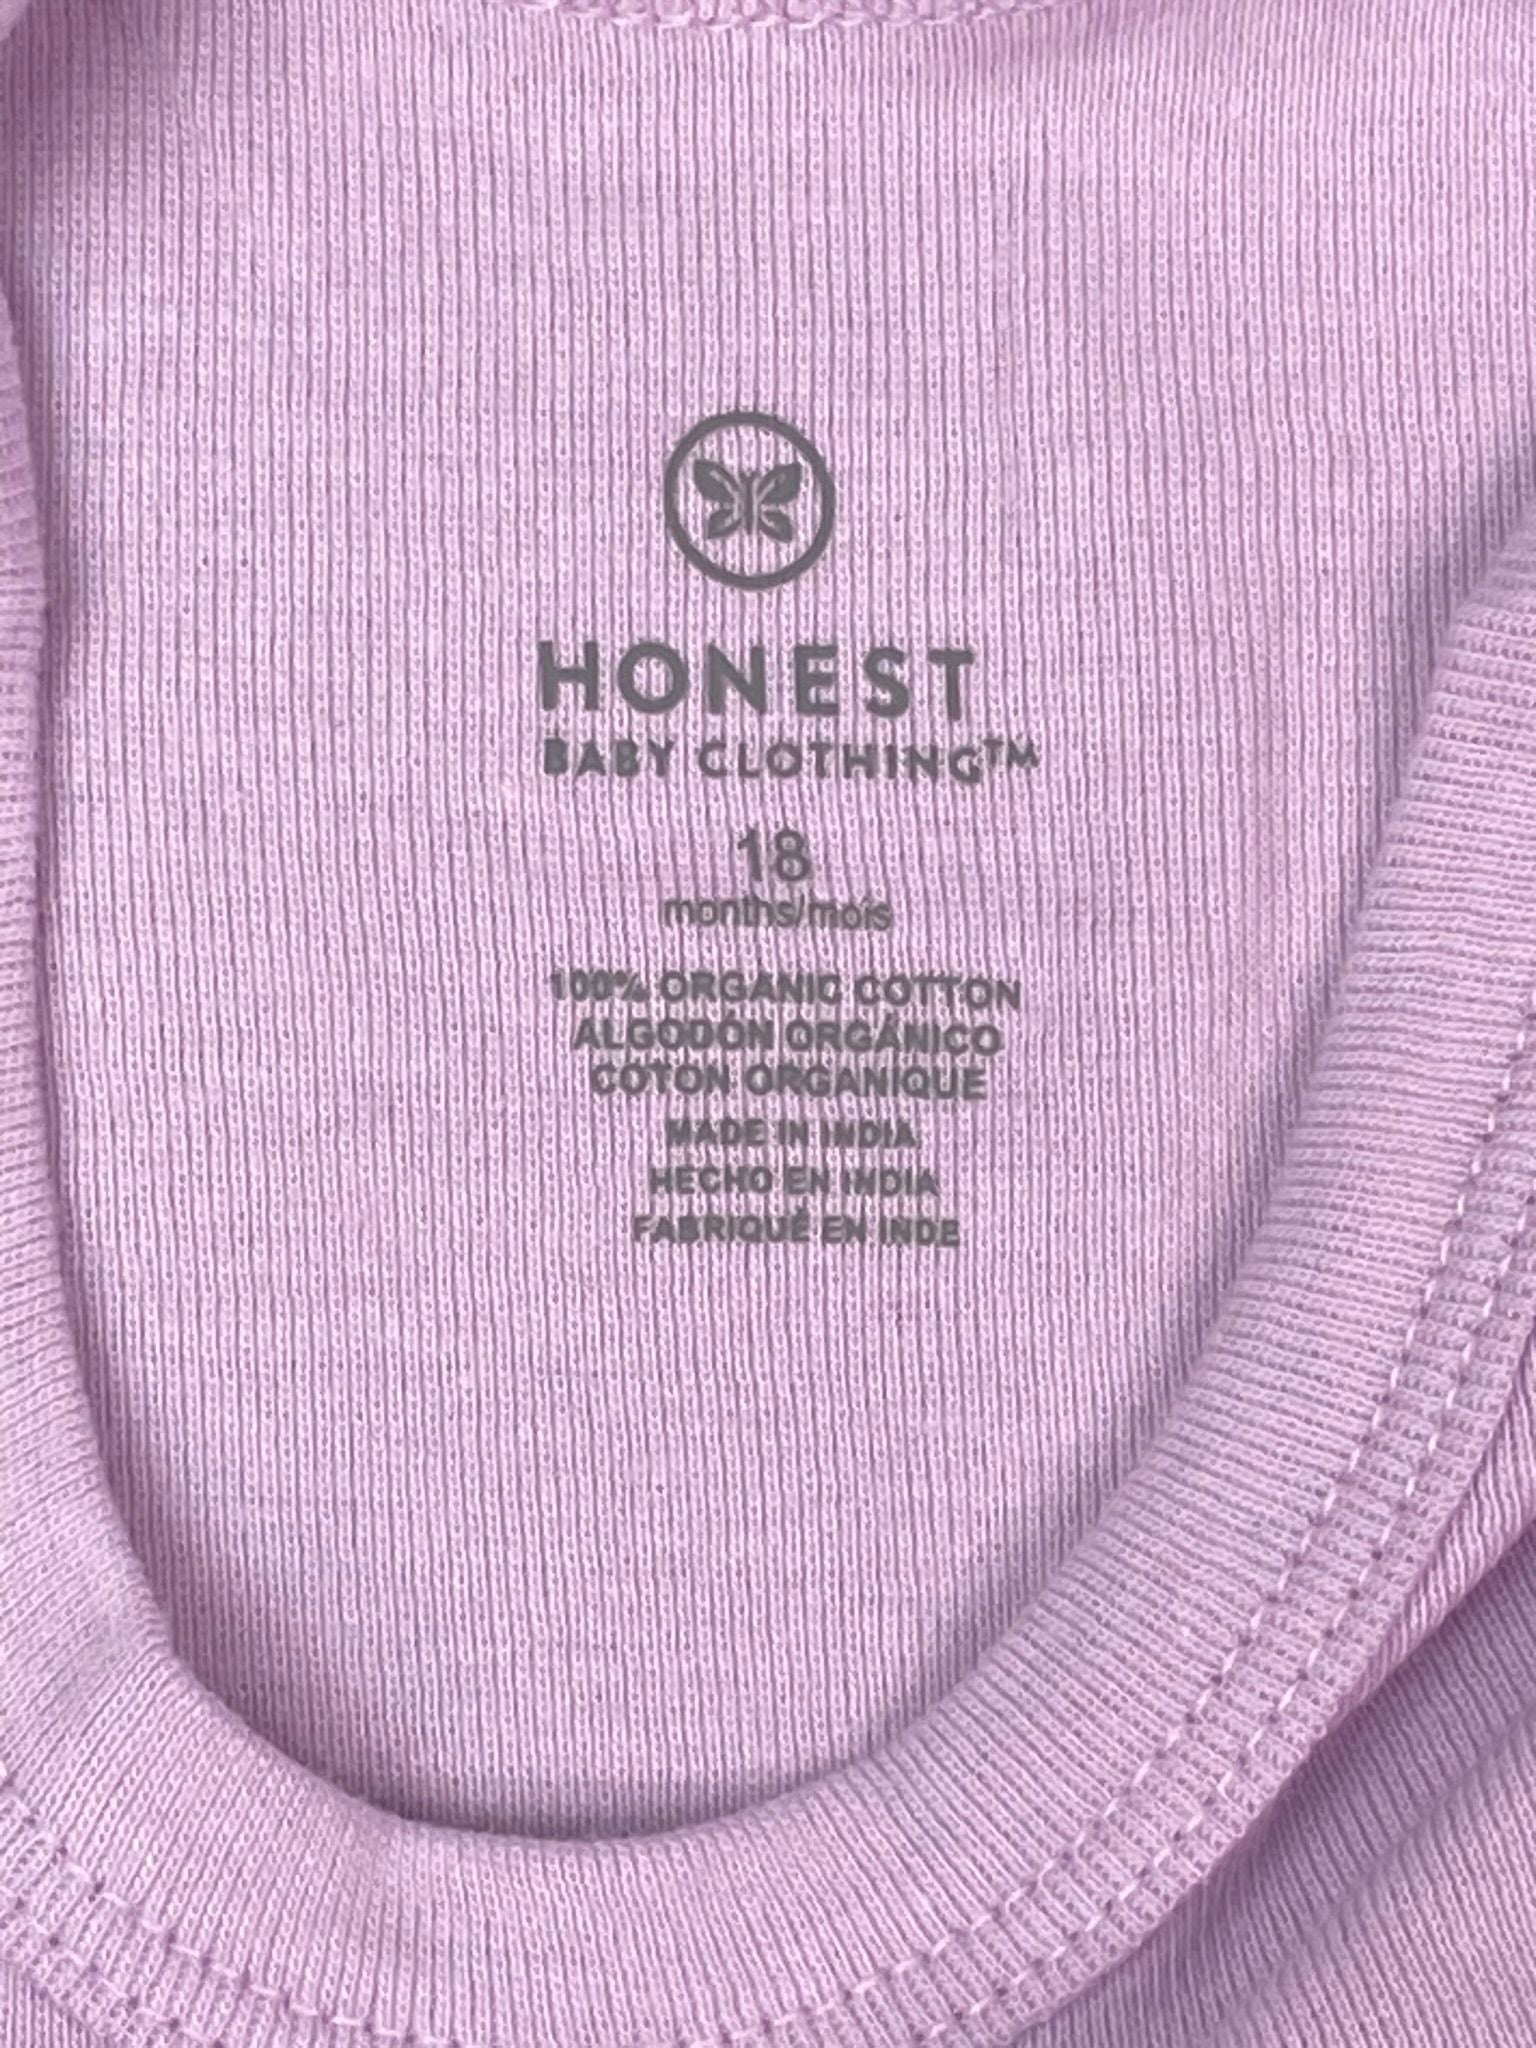 HONEST
BABY CLOTHING™
18
months/mois
100% ORGANIC COTTON
ALGODÓN ORGÁNICO
COTON ORGANIQUE
MADE IN INDIA
HECHO EN INDIA
FABRIQUÉ EN INDE